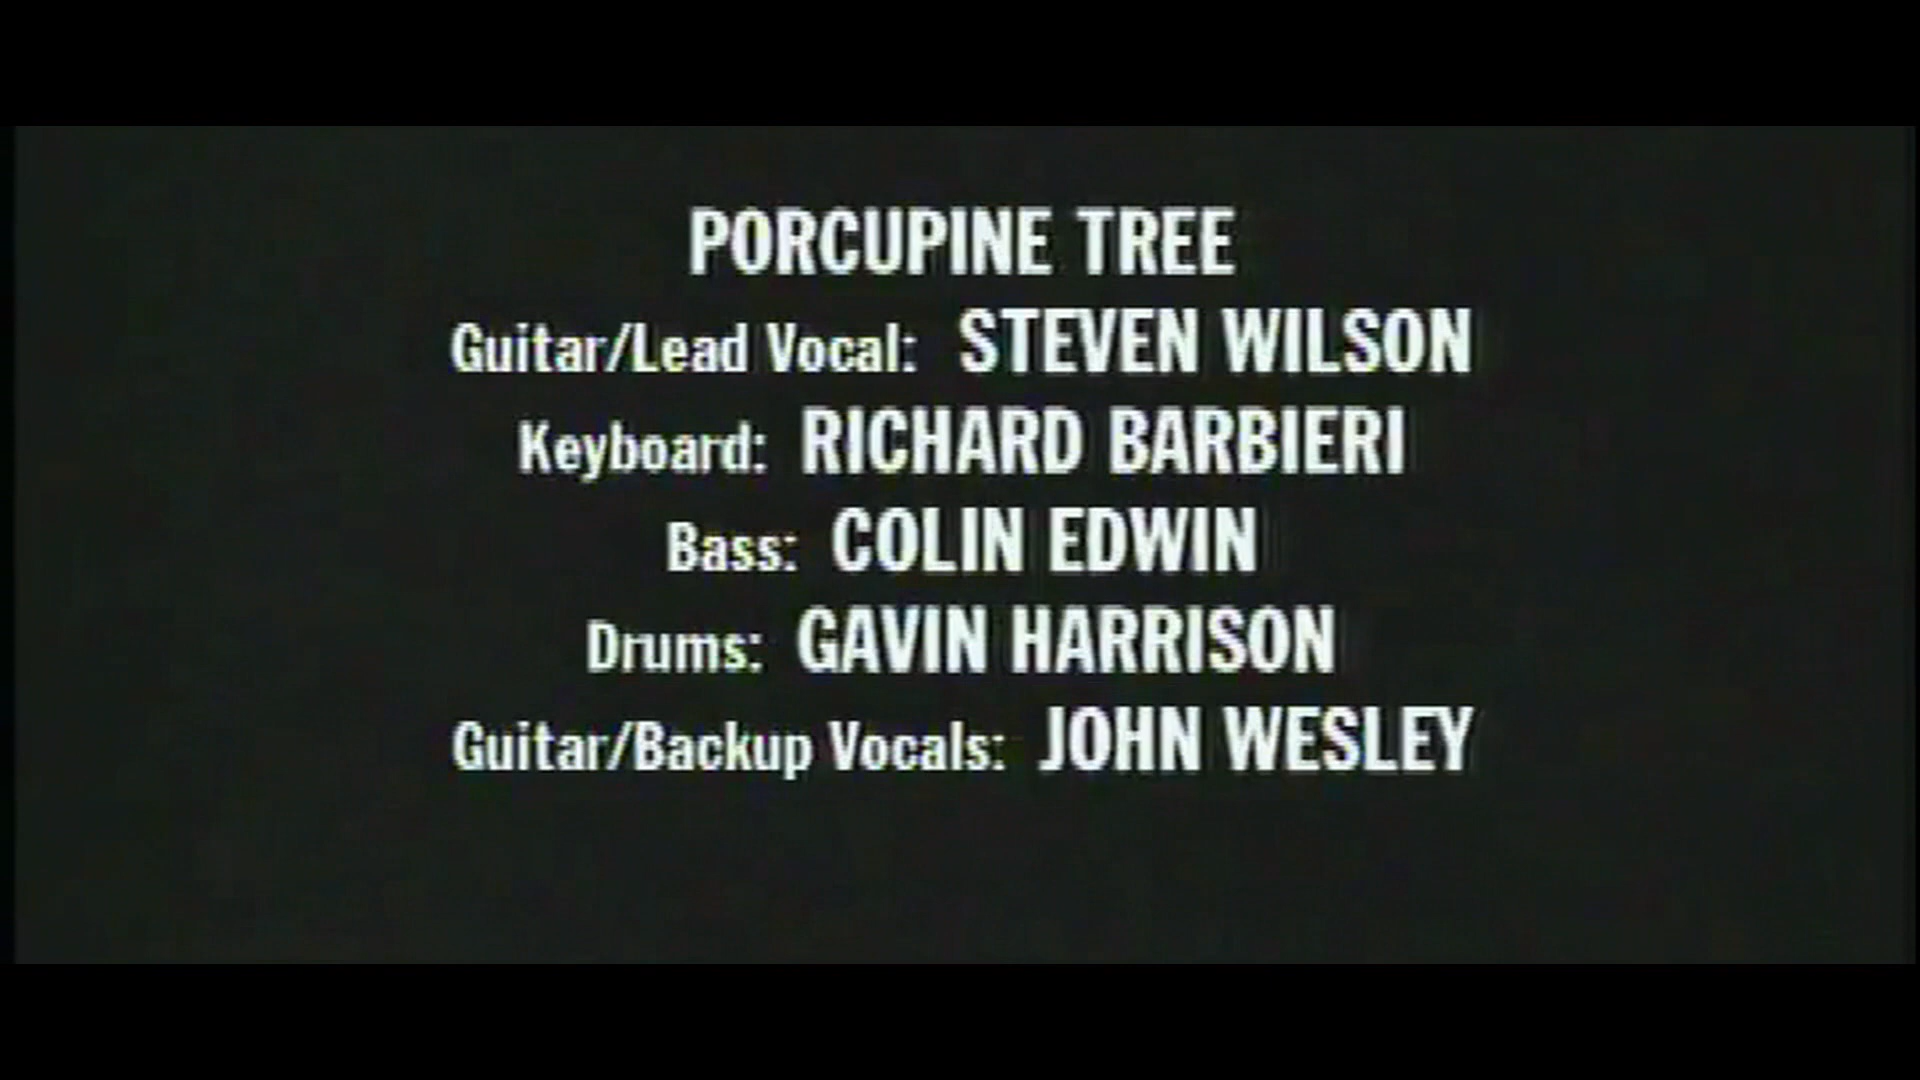 PORCUPINE TREE
Guitar/Lead Vocal: STEVEN WILSON
Keyboard: RICHARD BARBIERI
Bass: COLIN EDWIN
Drums: GAVIN HARRISON
Guitar/Backup Vocals: JOHN WESLEY